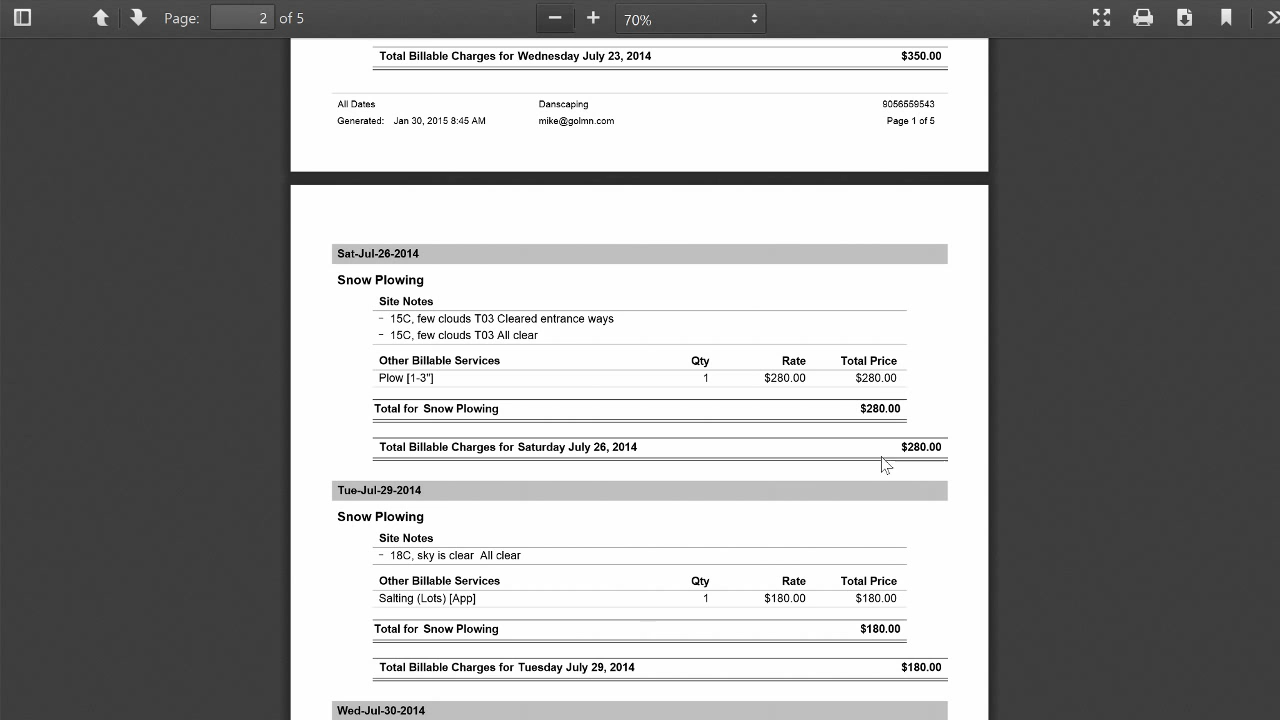 Page: 2 of 5 70%
Total Billable Charges for Wednesday July 23, 2014 $350.00
All Dates Danscaping 9056559543
Generated: Jan 30, 2015 8:45 AM mike@golmn.com Page 1 of 5
Sat-Jul-26-2014
Snow Plowing
Site Notes
- 15C, few clouds T03 Cleared entrance ways
- 15C, few clouds T03 All clear
Other Billable Services Qty Rate Total Price
Plow [1-3"] 1 $280.00 $280.00
Total for Snow Plowing $280.00
Total Billable Charges for Saturday July 26, 2014 $280.00
Tue-Jul-29-2014
Snow Plowing
Site Notes
- 18C, sky is clear All clear
Other Billable Services Qty Rate Total Price
Salting (Lots) [App] 1 $180.00 $180.00
Total for Snow Plowing $180.00
Total Billable Charges for Tuesday July 29, 2014 $180.00
Wed-Jul-30-2014